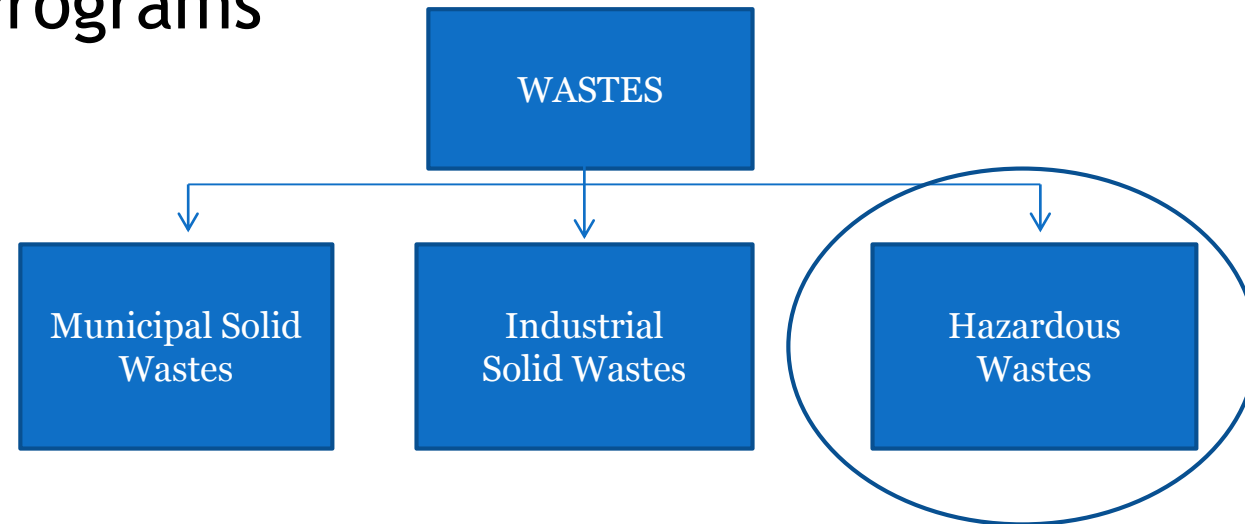 rograms
WASTES
Municipal Solid
Wastes
Industrial
Solid Wastes
Hazardous
Wastes